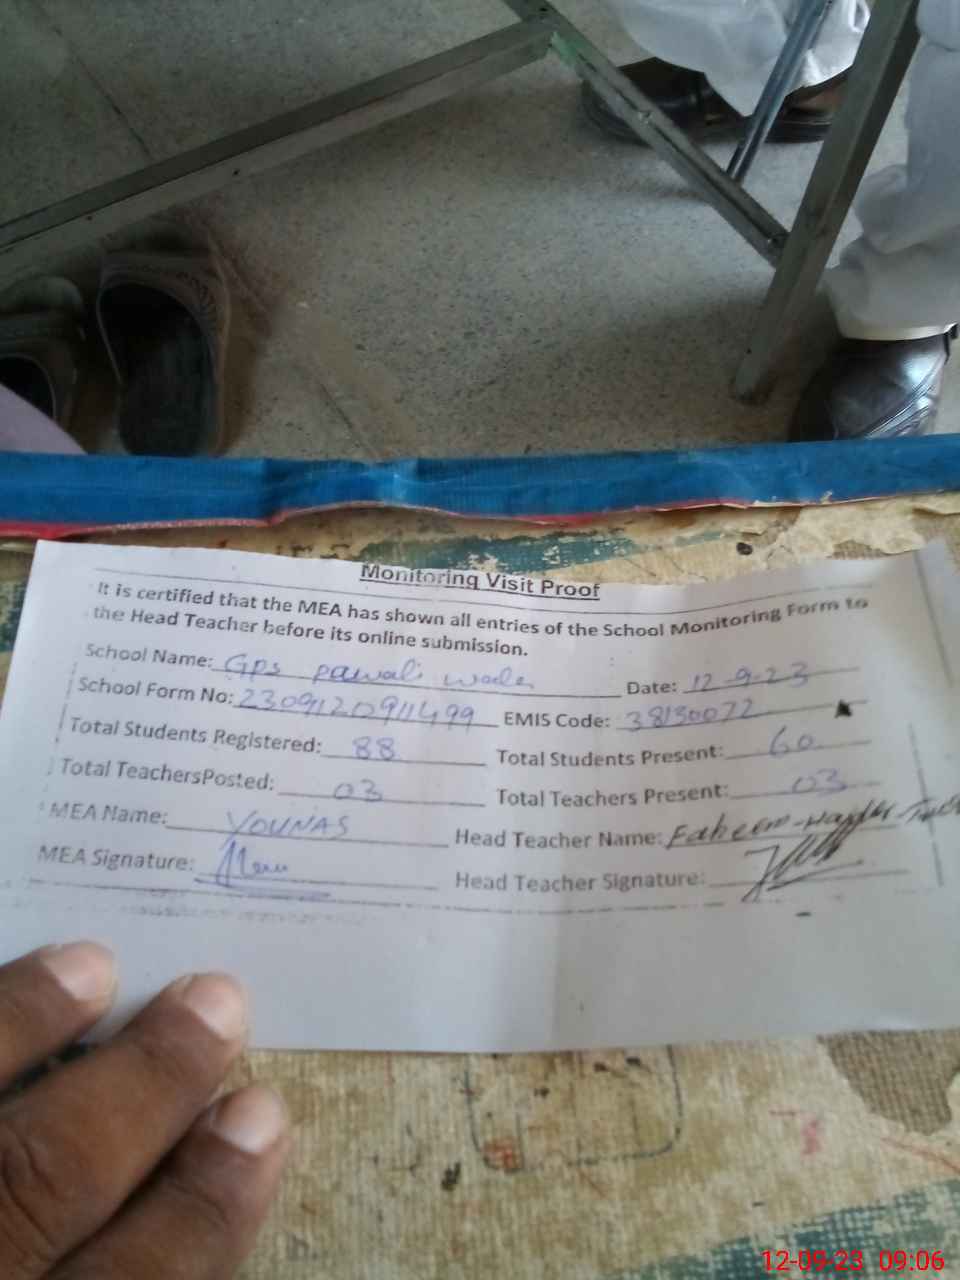 Monitoring Visit Proof
It is certified that the MEA has shown all entries of the School Monitoring Form to
the Head Teacher before its online submission.
School Name: Gps pawali wala Date: 12-9-23
School Form No: 230912091499 EMIS Code: 38130072
Total Students Registered: 88 Total Students Present: 60
Total TeachersPosted: 03 Total Teachers Present: 03
MEA Name: YOUNAS Head Teacher Name: Faheem-Haider
MEA Signature: Head Teacher Signature:
12-09-23 09:06